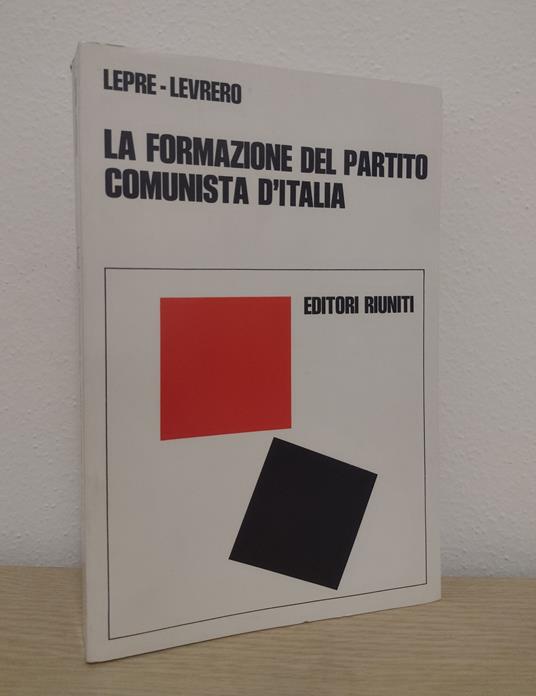 LEPRE-LEVRERO
LA FORMAZIONE DEL PARTITO
COMUNISTA D'ITALIA
EDITORI RIUNITI